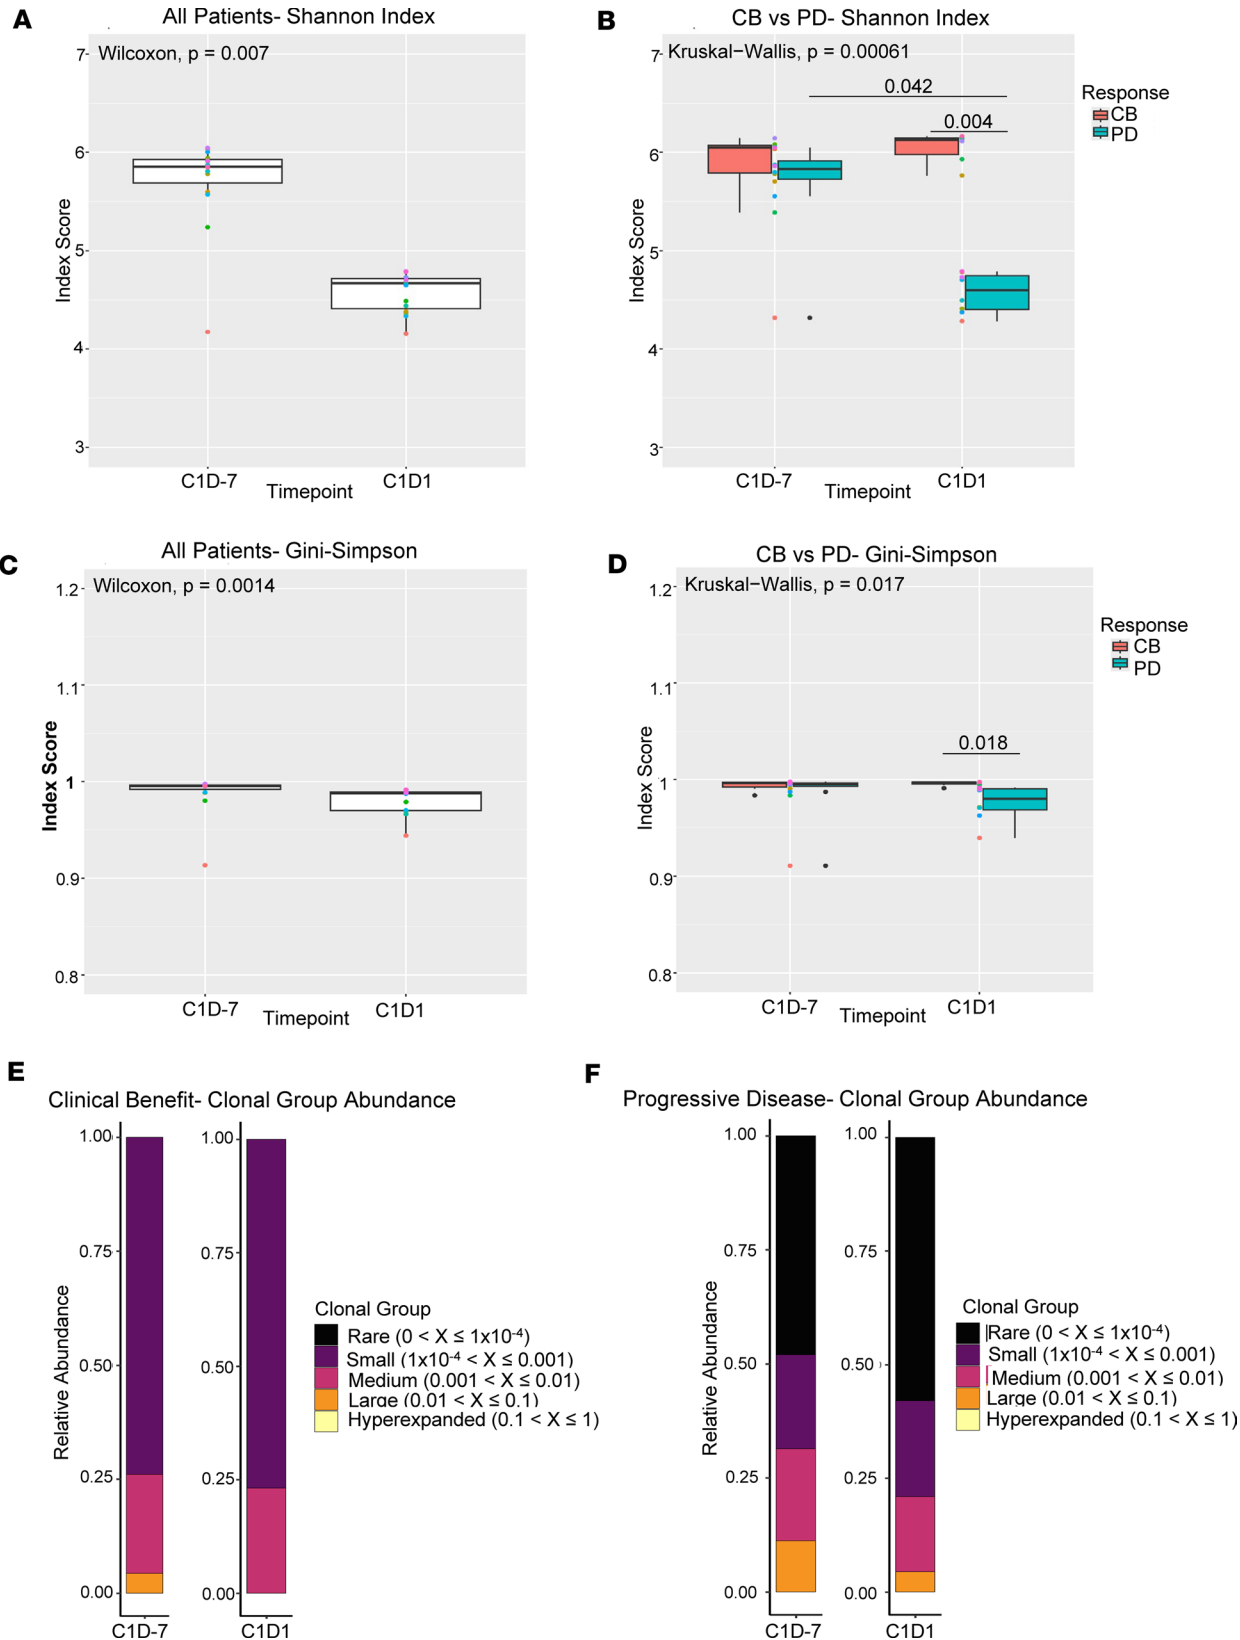 A
All Patients- Shannon Index
Wilcoxon, p = 0.007
7
6
5
4
3
Index Score
C1D-7
C1D1
Timepoint
B
CB vs PD- Shannon Index
Kruskal−Wallis, p = 0.00061
0.042
0.004
7
6
5
4
3
Index Score
C1D-7
C1D1
Timepoint
Response
CB
PD
C
All Patients- Gini-Simpson
Wilcoxon, p = 0.0014
1.2
1.1
1
0.9
0.8
Index Score
C1D-7
C1D1
Timepoint
D
CB vs PD- Gini-Simpson
Kruskal−Wallis, p = 0.017
0.018
1.2
1.1
1
0.9
0.8
Index Score
C1D-7
C1D1
Timepoint
Response
CB
PD
E
Clinical Benefit- Clonal Group Abundance
1.00
0.75
0.50
0.25
0.00
Relative Abundance
C1D-7
1.00
0.75
0.50
0.25
0.00
C1D1
Clonal Group
Rare (0 < X ≤ 1x10⁻⁴)
Small (1x10⁻⁴ < X ≤ 0.001)
Medium (0.001 < X ≤ 0.01)
Large (0.01 < X ≤ 0.1)
Hyperexpanded (0.1 < X ≤ 1)
F
Progressive Disease- Clonal Group Abundance
1.00
0.75
0.50
0.25
0.00
Relative Abundance
C1D-7
1.00
0.75
0.50
0.25
0.00
C1D1
Clonal Group
Rare (0 < X ≤ 1x10⁻⁴)
Small (1x10⁻⁴ < X ≤ 0.001)
Medium (0.001 < X ≤ 0.01)
Large (0.01 < X ≤ 0.1)
Hyperexpanded (0.1 < X ≤ 1)